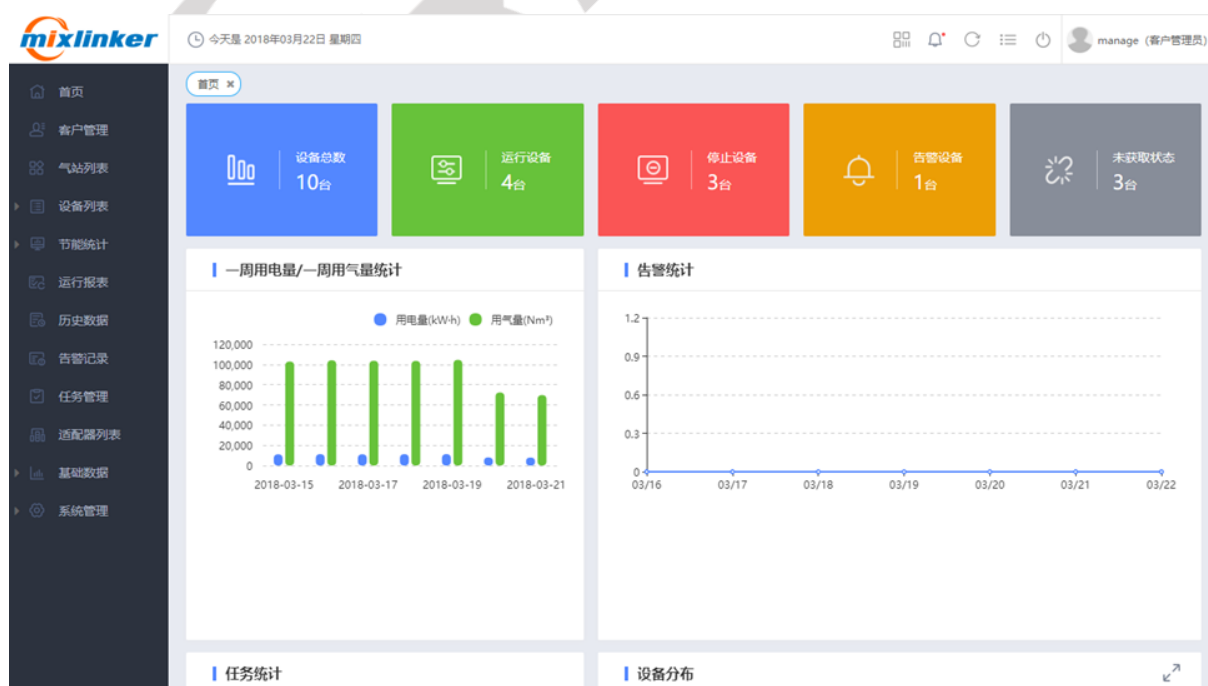 mixlinker
今天是 2018年03月22日 星期四
manage (客户管理员)
首页
客户管理
气站列表
设备列表
节能统计
运行报表
历史数据
告警记录
任务管理
适配器列表
基础数据
系统管理
首页 ×
设备总数
10台
运行设备
4台
停止设备
3台
告警设备
1台
未获取状态
3台
一周用电量/一周用气量统计
用电量(kW·h) 用气量(Nm³)
120,000
100,000
80,000
60,000
40,000
20,000
0
2018-03-15 2018-03-17 2018-03-19 2018-03-21
告警统计
1.2
0.9
0.6
0.3
0
03/16 03/17 03/18 03/19 03/20 03/21 03/22
任务统计
设备分布